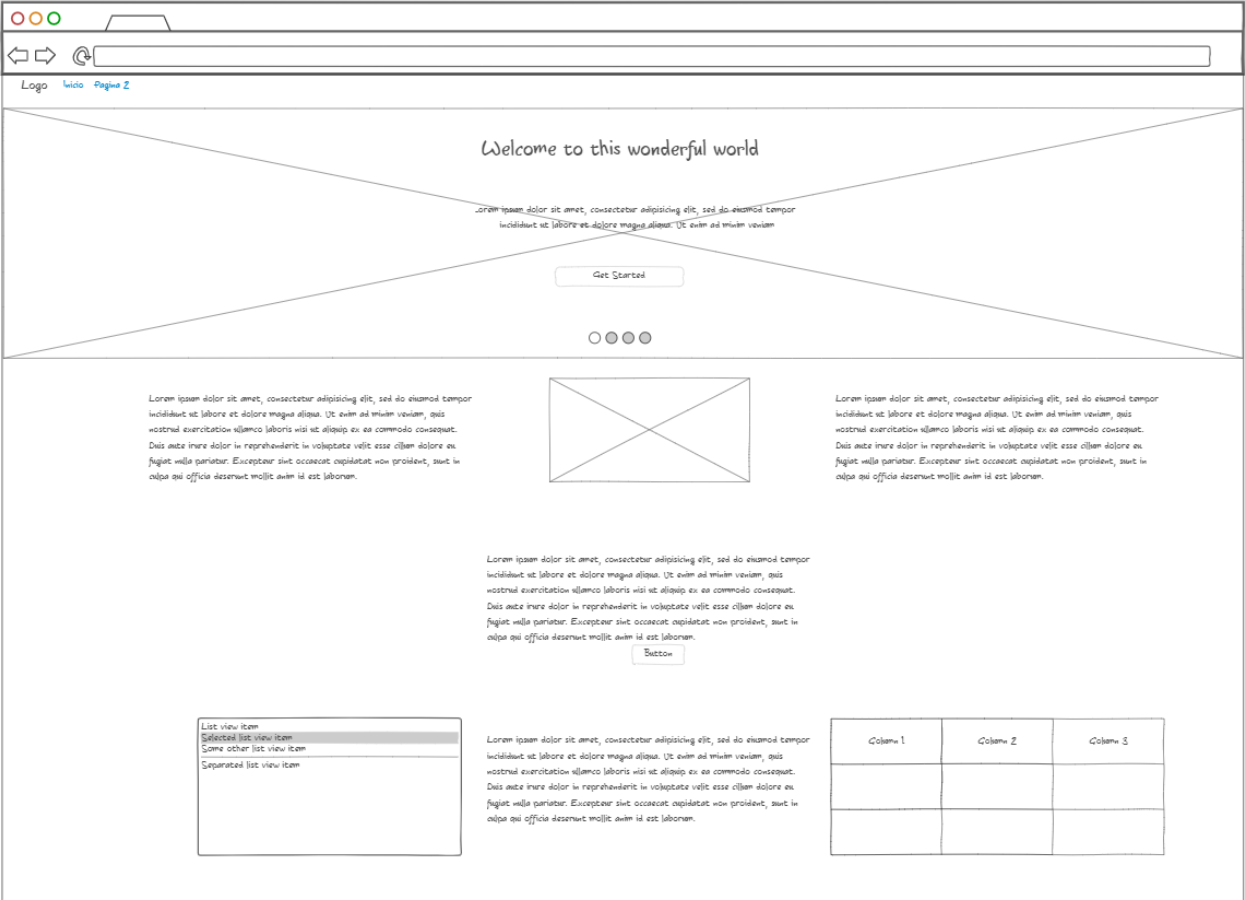 Logo Inicio Pagina 2
Welcome to this wonderful world
Lorem ipsum dolor sit amet, consectetur adipisicing elit, sed do eiusmod tempor
incididunt ut labore et dolore magna aliqua. Ut enim ad minim veniam
Get Started
Lorem ipsum dolor sit amet, consectetur adipisicing elit, sed do eiusmod tempor
incididunt ut labore et dolore magna aliqua. Ut enim ad minim veniam, quis
nostrud exercitation ullamco laboris nisi ut aliquip ex ea commodo consequat.
Duis aute irure dolor in reprehenderit in voluptate velit esse cillum dolore eu
fugiat nulla pariatur. Excepteur sint occaecat cupidatat non proident, sunt in
culpa qui officia deserunt mollit anim id est laborum.
Lorem ipsum dolor sit amet, consectetur adipisicing elit, sed do eiusmod tempor
incididunt ut labore et dolore magna aliqua. Ut enim ad minim veniam, quis
nostrud exercitation ullamco laboris nisi ut aliquip ex ea commodo consequat.
Duis aute irure dolor in reprehenderit in voluptate velit esse cillum dolore eu
fugiat nulla pariatur. Excepteur sint occaecat cupidatat non proident, sunt in
culpa qui officia deserunt mollit anim id est laborum.
Lorem ipsum dolor sit amet, consectetur adipisicing elit, sed do eiusmod tempor
incididunt ut labore et dolore magna aliqua. Ut enim ad minim veniam, quis
nostrud exercitation ullamco laboris nisi ut aliquip ex ea commodo consequat.
Duis aute irure dolor in reprehenderit in voluptate velit esse cillum dolore eu
fugiat nulla pariatur. Excepteur sint occaecat cupidatat non proident, sunt in
culpa qui officia deserunt mollit anim id est laborum.
Button
List view item
Selected list view item
Some other list view item
Separated list view item
Lorem ipsum dolor sit amet, consectetur adipisicing elit, sed do eiusmod tempor
incididunt ut labore et dolore magna aliqua. Ut enim ad minim veniam, quis
nostrud exercitation ullamco laboris nisi ut aliquip ex ea commodo consequat.
Duis aute irure dolor in reprehenderit in voluptate velit esse cillum dolore eu
fugiat nulla pariatur. Excepteur sint occaecat cupidatat non proident, sunt in
culpa qui officia deserunt mollit anim id est laborum.
Column 1 Column 2 Column 3